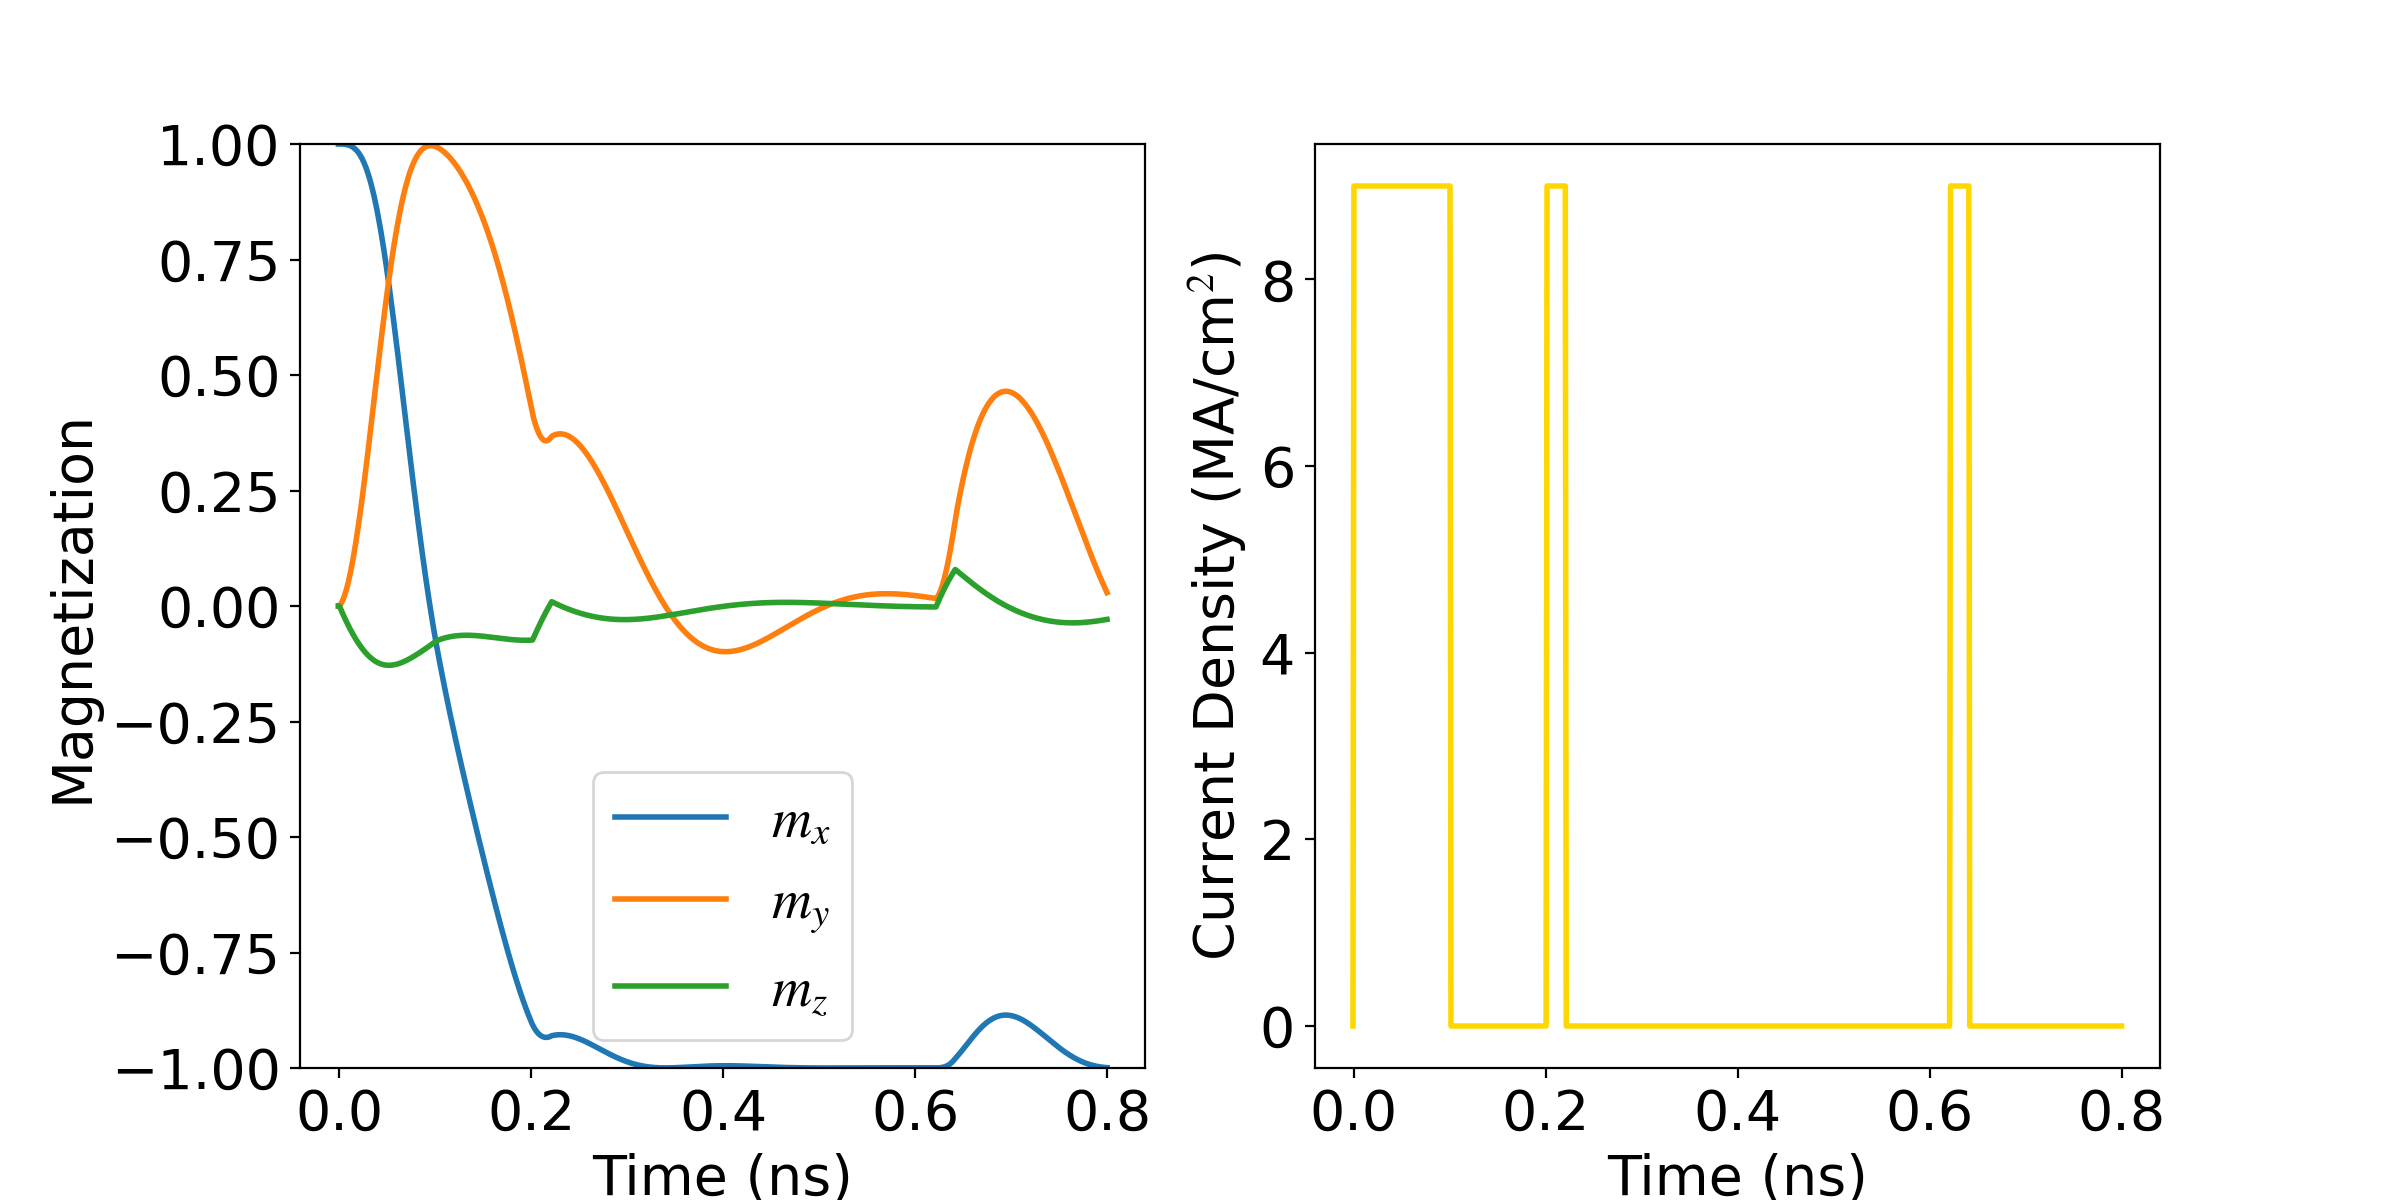 1.00
0.75
0.50
0.25
0.00
−0.25
−0.50
−0.75
−1.00
Magnetization
0.0 0.2 0.4 0.6 0.8
Time (ns)
m_x
m_y
m_z
8
6
4
2
0
Current Density (MA/cm²)
0.0 0.2 0.4 0.6 0.8
Time (ns)